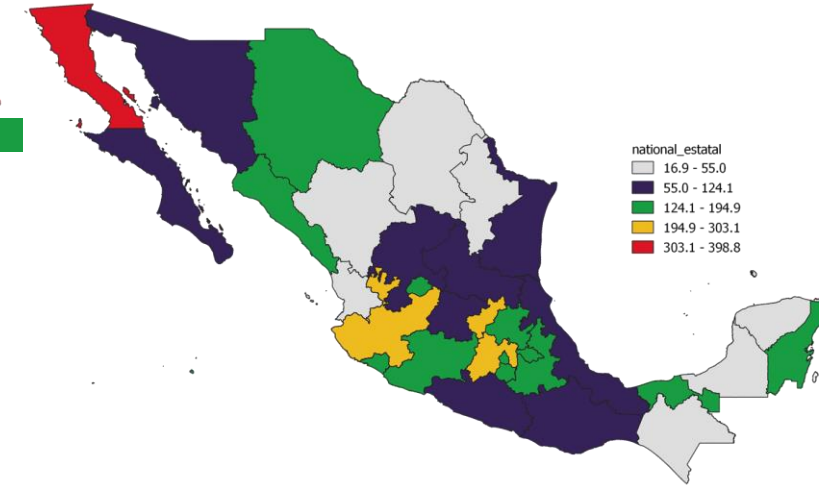 national_estatal
16.9 - 55.0
55.0 - 124.1
124.1 - 194.9
194.9 - 303.1
303.1 - 398.8